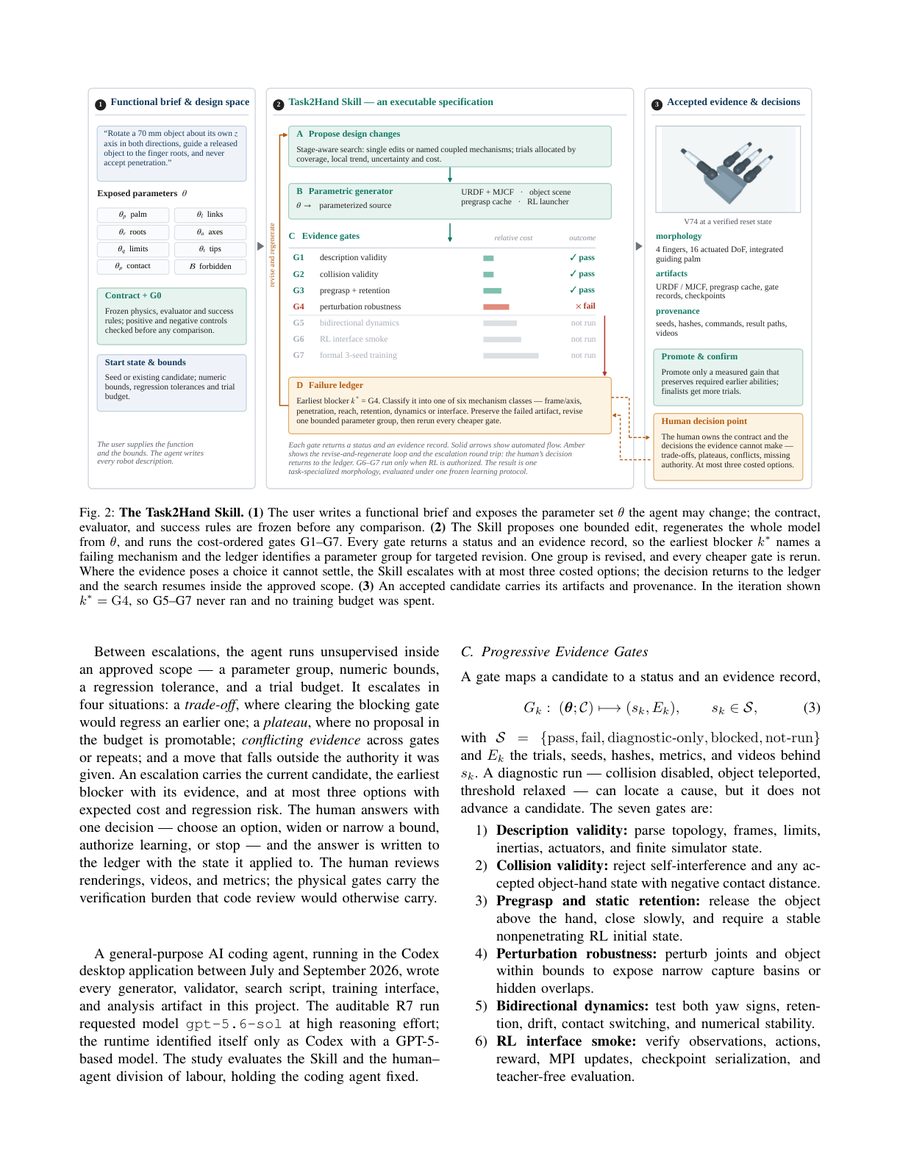 1 Functional brief & design space
“Rotate a 70 mm object about its own z
axis in both directions, guide a released
object to the finger roots, and never
accept penetration.”
Exposed parameters θ
θp palm
θl links
θr roots
θa axes
θq limits
θt tips
θμ contact
B forbidden
Contract + G0
Frozen physics, evaluator and success
rules; positive and negative controls
checked before any comparison.
Start state & bounds
Seed or existing candidate; numeric
bounds, regression tolerances and trial
budget.
The user supplies the function
and the bounds. The agent writes
every robot description.
2 Task2Hand Skill — an executable specification
revise and regenerate
A Propose design changes
Stage-aware search: single edits or named coupled mechanisms; trials allocated by
coverage, local trend, uncertainty and cost.
B Parametric generator
θ → parameterized source
URDF + MJCF · object scene
pregrasp cache · RL launcher
C Evidence gates relative cost outcome
G1 description validity ✓ pass
G2 collision validity ✓ pass
G3 pregrasp + retention ✓ pass
G4 perturbation robustness × fail
G5 bidirectional dynamics not run
G6 RL interface smoke not run
G7 formal 3-seed training not run
D Failure ledger
Earliest blocker k* = G4. Classify it into one of six mechanism classes — frame/axis,
penetration, reach, retention, dynamics or interface. Preserve the failed artifact, revise
one bounded parameter group, then rerun every cheaper gate.
Each gate returns a status and an evidence record. Solid arrows show automated flow. Amber
shows the revise-and-regenerate loop and the escalation round trip: the human’s decision
returns to the ledger. G6–G7 run only when RL is authorized. The result is one
task-specialized morphology, evaluated under one frozen learning protocol.
3 Accepted evidence & decisions
V74 at a verified reset state
morphology
4 fingers, 16 actuated DoF, integrated
guiding palm
artifacts
URDF / MJCF, pregrasp cache, gate
records, checkpoints
provenance
seeds, hashes, commands, result paths,
videos
Promote & confirm
Promote only a measured gain that
preserves required earlier abilities;
finalists get more trials.
Human decision point
The human owns the contract and the
decisions the evidence cannot make —
trade-offs, plateaus, conflicts, missing
authority. At most three costed options.
Fig. 2: The Task2Hand Skill. (1) The user writes a functional brief and exposes the parameter set θ the agent may change; the contract,
evaluator, and success rules are frozen before any comparison. (2) The Skill proposes one bounded edit, regenerates the whole model
from θ, and runs the cost-ordered gates G1–G7. Every gate returns a status and an evidence record, so the earliest blocker k* names a
failing mechanism and the ledger identifies a parameter group for targeted revision. One group is revised, and every cheaper gate is rerun.
Where the evidence poses a choice it cannot settle, the Skill escalates with at most three costed options; the decision returns to the ledger
and the search resumes inside the approved scope. (3) An accepted candidate carries its artifacts and provenance. In the iteration shown
k* = G4, so G5–G7 never ran and no training budget was spent.
Between escalations, the agent runs unsupervised inside
an approved scope — a parameter group, numeric bounds,
a regression tolerance, and a trial budget. It escalates in
four situations: a trade-off, where clearing the blocking gate
would regress an earlier one; a plateau, where no proposal in
the budget is promotable; conflicting evidence across gates
or repeats; and a move that falls outside the authority it was
given. An escalation carries the current candidate, the earliest
blocker with its evidence, and at most three options with
expected cost and regression risk. The human answers with
one decision — choose an option, widen or narrow a bound,
authorize learning, or stop — and the answer is written to
the ledger with the state it applied to. The human reviews
renderings, videos, and metrics; the physical gates carry the
verification burden that code review would otherwise carry.
A general-purpose AI coding agent, running in the Codex
desktop application between July and September 2026, wrote
every generator, validator, search script, training interface,
and analysis artifact in this project. The auditable R7 run
requested model gpt-5.6-sol at high reasoning effort;
the runtime identified itself only as Codex with a GPT-5-
based model. The study evaluates the Skill and the human–
agent division of labour, holding the coding agent fixed.
C. Progressive Evidence Gates
A gate maps a candidate to a status and an evidence record,
Gk : (θ; C) ⟼ (sk, Ek), sk ∈ S, (3)
with S = {pass, fail, diagnostic-only, blocked, not-run}
and Ek the trials, seeds, hashes, metrics, and videos behind
sk. A diagnostic run — collision disabled, object teleported,
threshold relaxed — can locate a cause, but it does not
advance a candidate. The seven gates are:
1) Description validity: parse topology, frames, limits,
inertias, actuators, and finite simulator state.
2) Collision validity: reject self-interference and any ac-
cepted object-hand state with negative contact distance.
3) Pregrasp and static retention: release the object
above the hand, close slowly, and require a stable
nonpenetrating RL initial state.
4) Perturbation robustness: perturb joints and object
within bounds to expose narrow capture basins or
hidden overlaps.
5) Bidirectional dynamics: test both yaw signs, reten-
tion, drift, contact switching, and numerical stability.
6) RL interface smoke: verify observations, actions,
reward, MPI updates, checkpoint serialization, and
teacher-free evaluation.